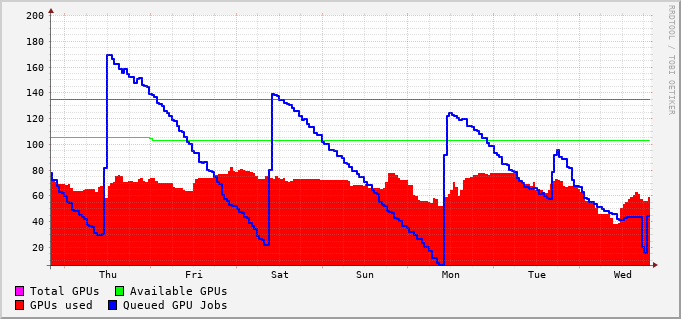 200
180
160
140
120
100
80
60
40
20
Thu Fri Sat Sun Mon Tue Wed
Total GPUs Available GPUs
GPUs used Queued GPU Jobs
RRDTOOL / TOBI OETIKER